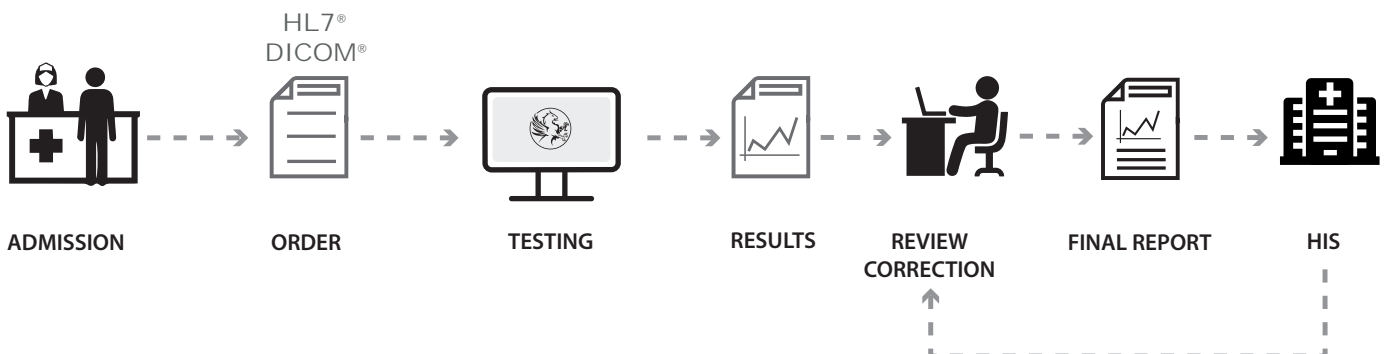 HL7®
DICOM®
ADMISSION
ORDER
TESTING
RESULTS
REVIEW
CORRECTION
FINAL REPORT
HIS